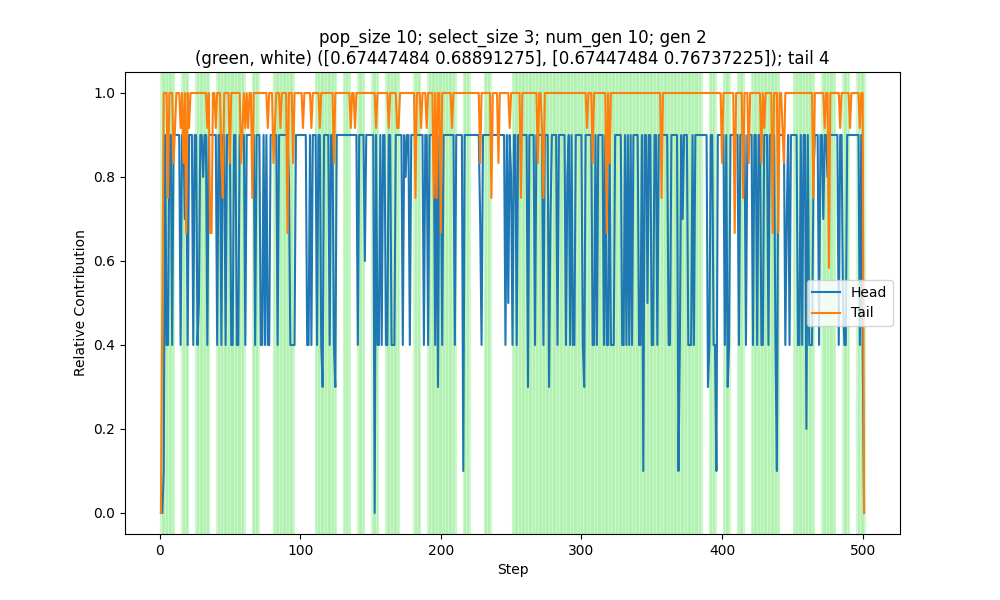 pop_size 10; select_size 3; num_gen 10; gen 2
(green, white) ([0.67447484 0.68891275], [0.67447484 0.76737225]); tail 4
1.0
0.8
0.6
0.4
0.2
0.0
Relative Contribution
Head
Tail
0
100
200
300
400
500
Step